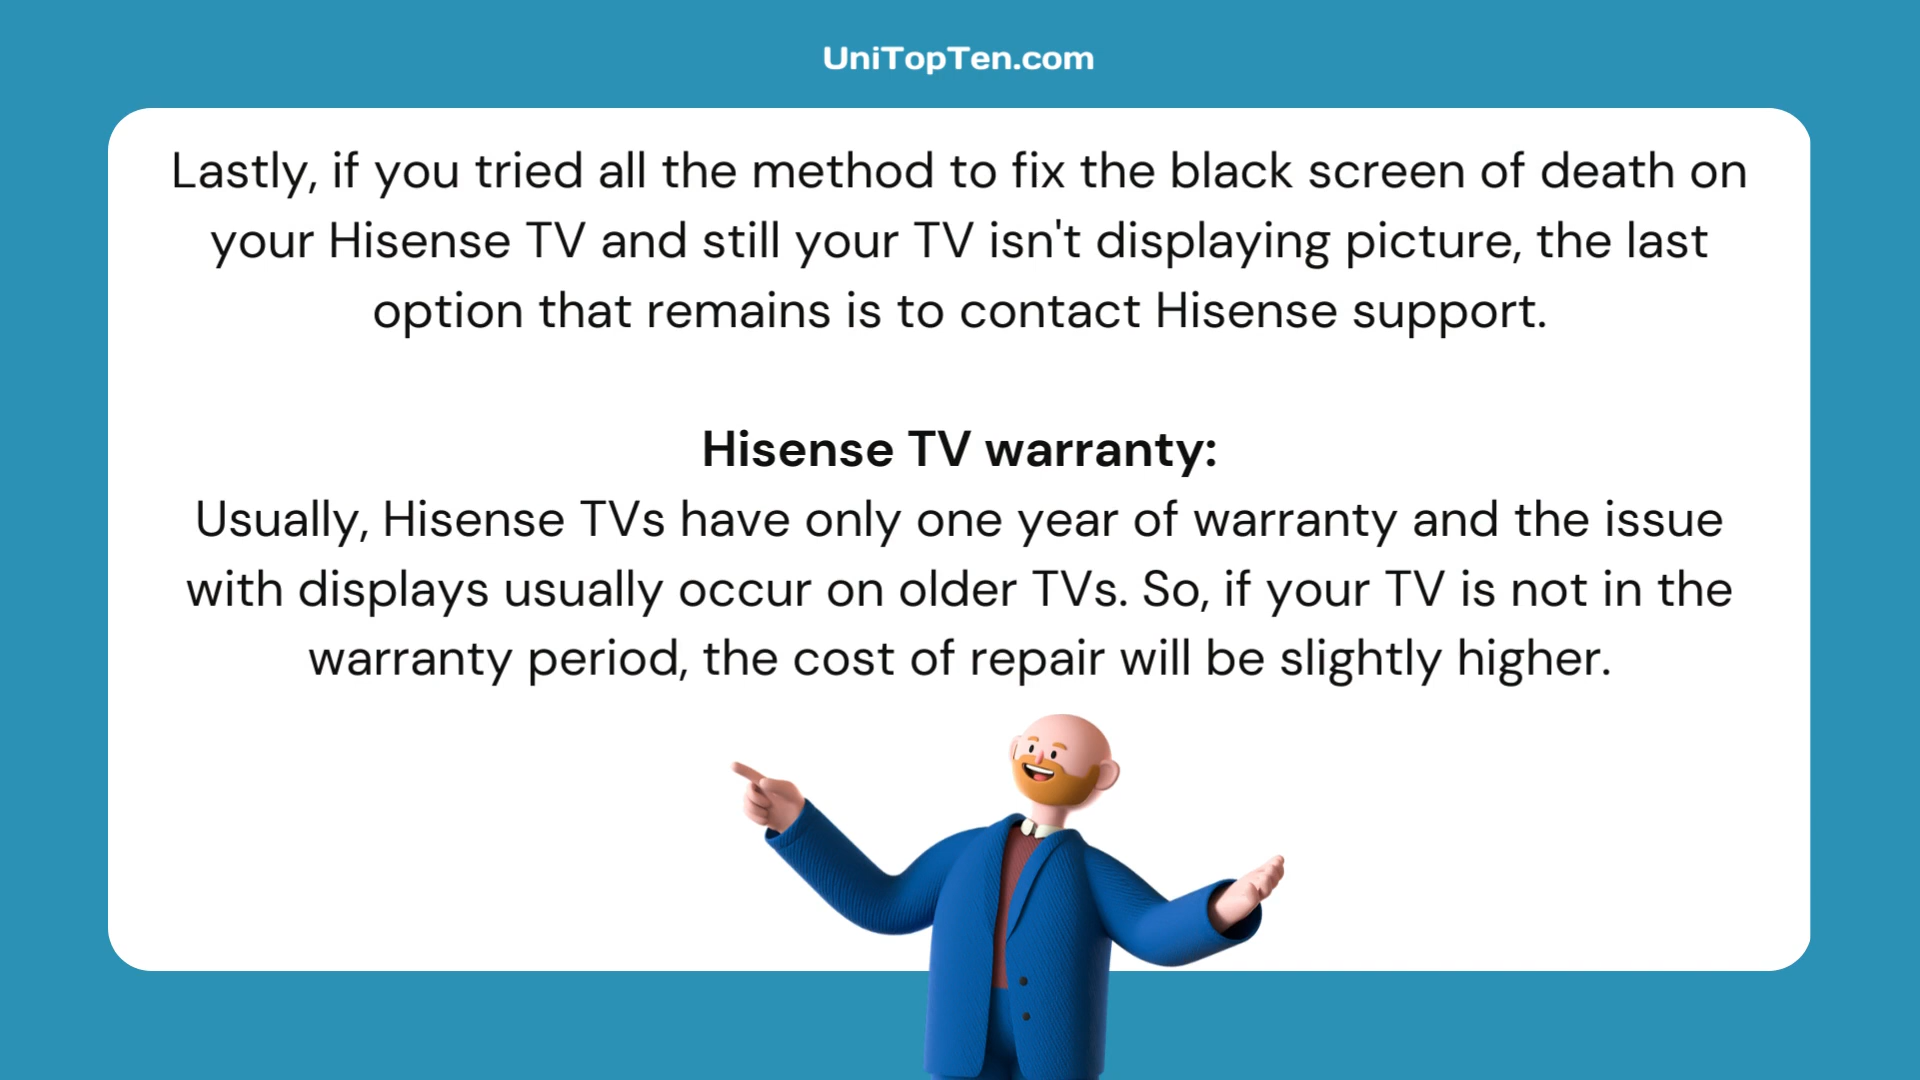 UniTopTen.com
Lastly, if you tried all the method to fix the black screen of death on
your Hisense TV and still your TV isn't displaying picture, the last
option that remains is to contact Hisense support.
Hisense TV warranty:
Usually, Hisense TVs have only one year of warranty and the issue
with displays usually occur on older TVs. So, if your TV is not in the
warranty period, the cost of repair will be slightly higher.